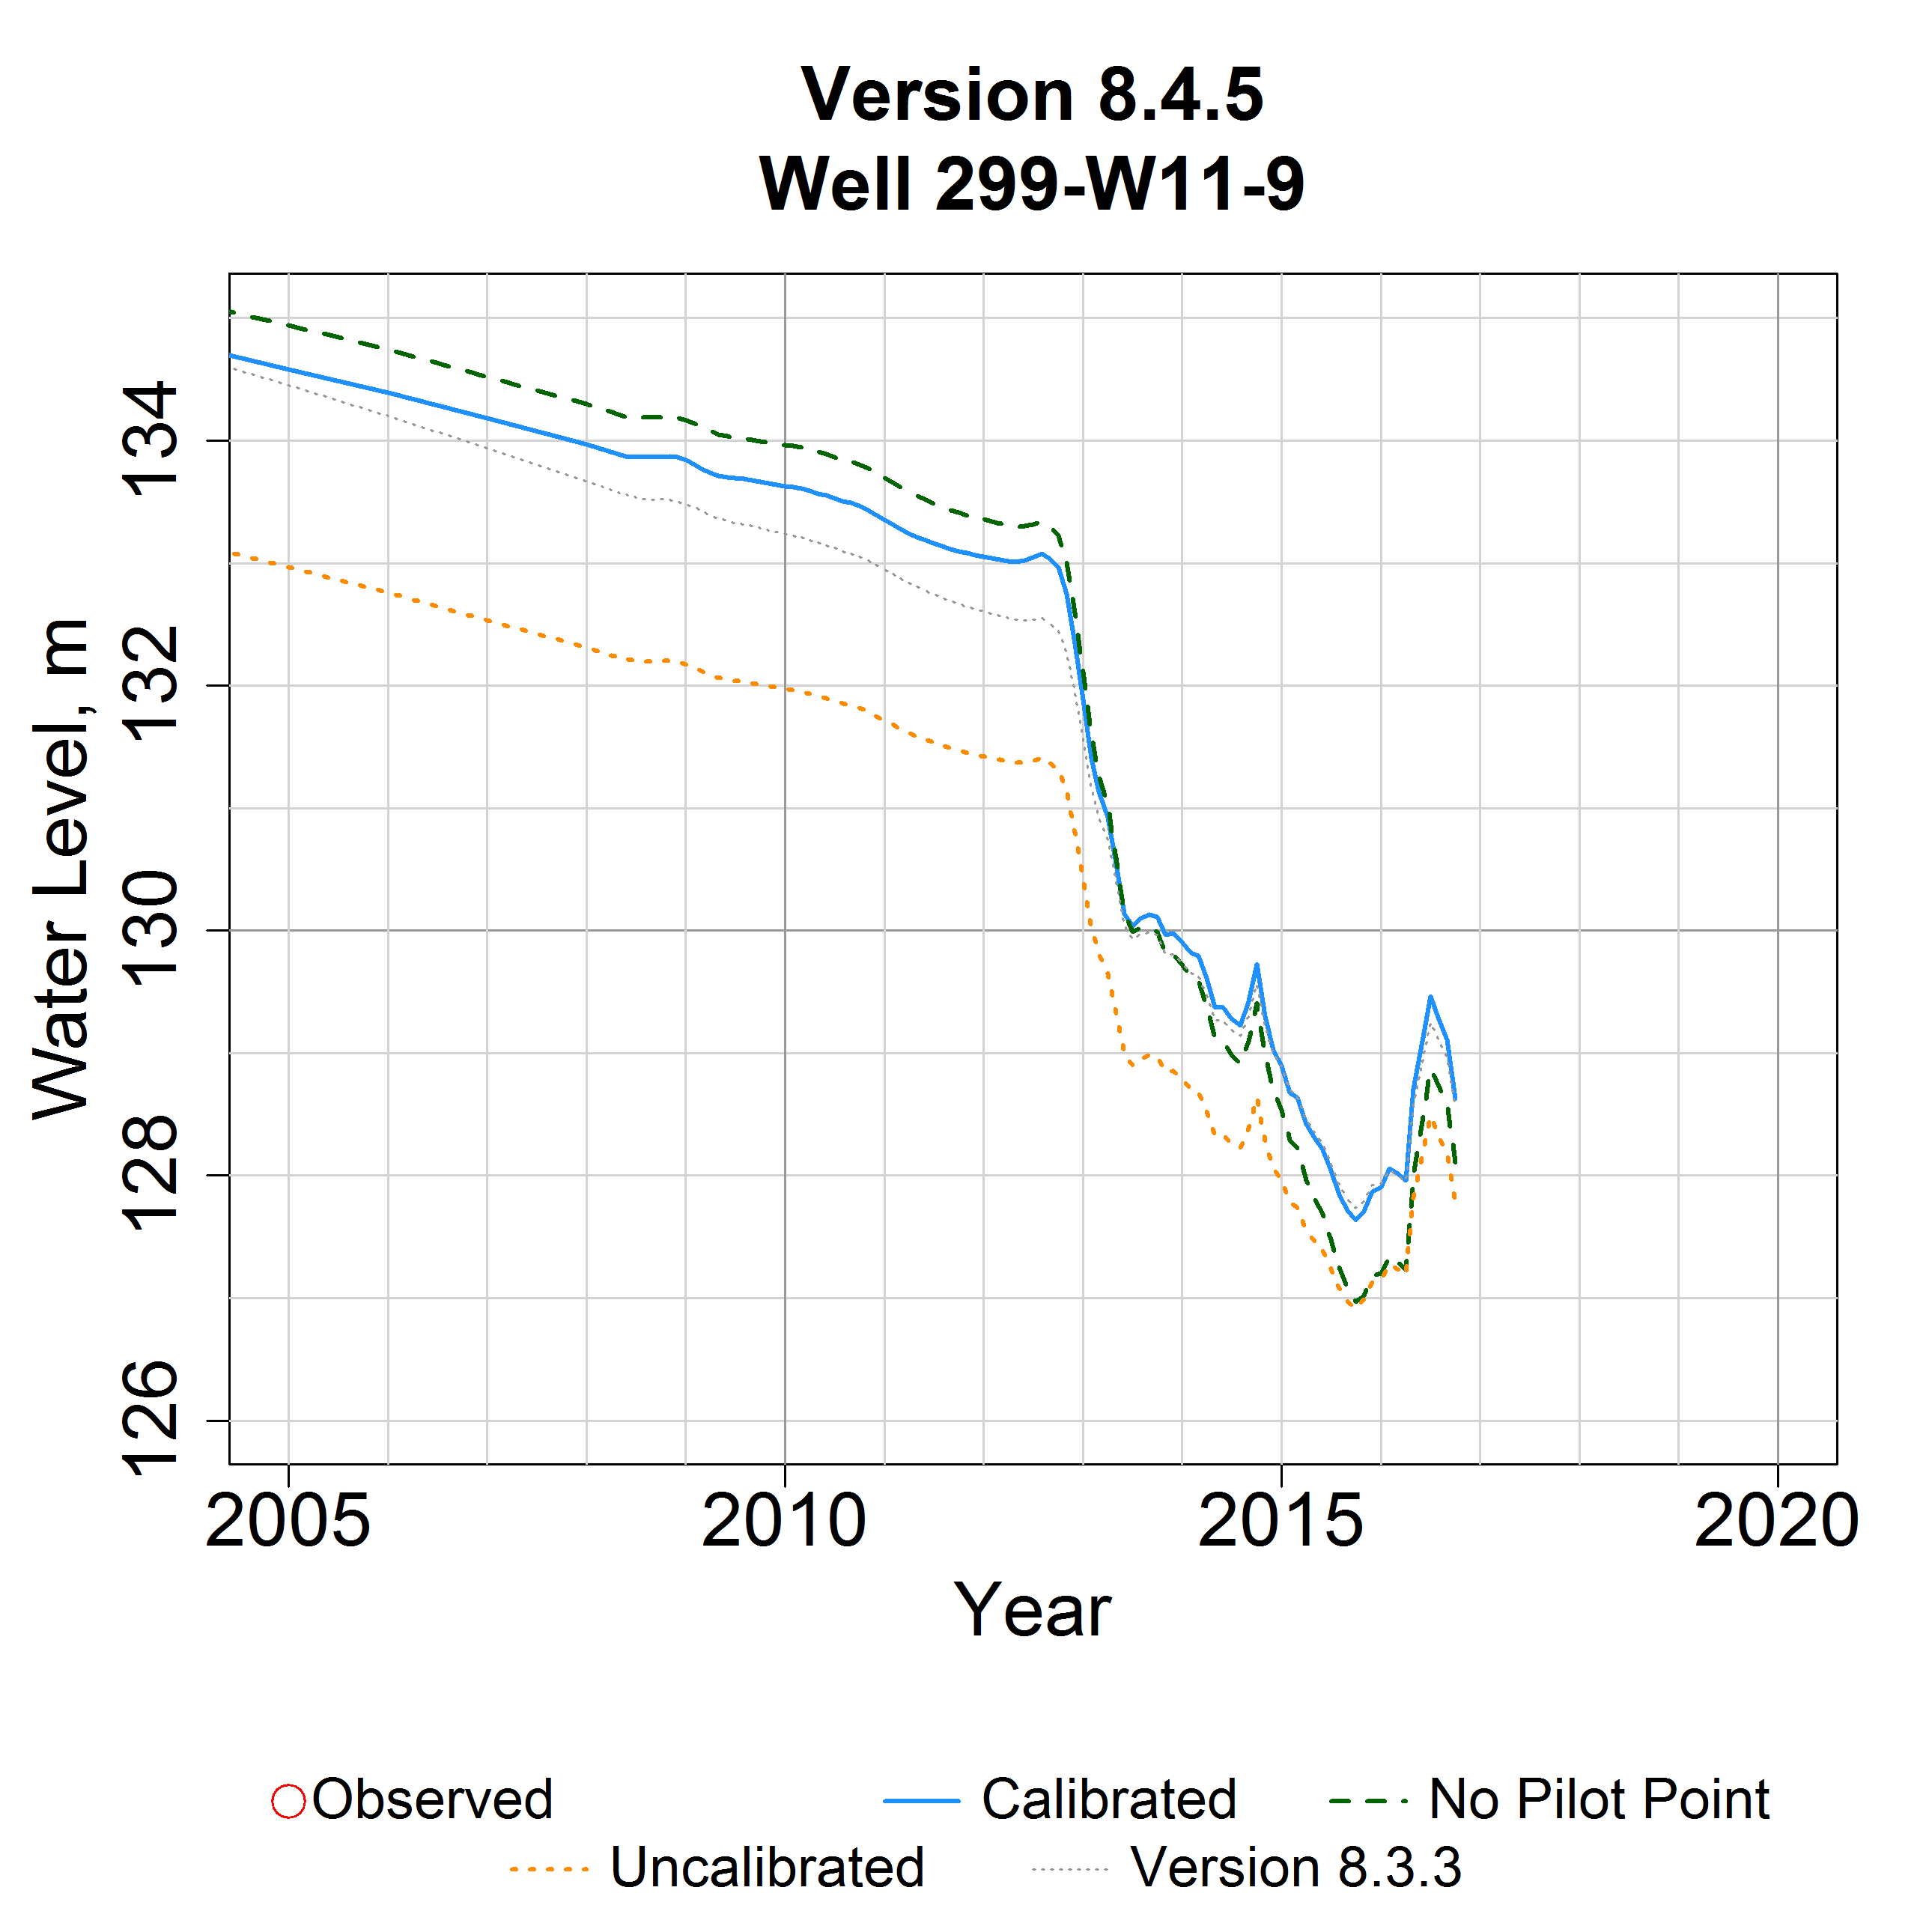 Version 8.4.5
Well 299-W11-9
Water Level, m
134
132
130
128
126
2005 2010 2015 2020
Year
Observed Calibrated No Pilot Point
Uncalibrated Version 8.3.3